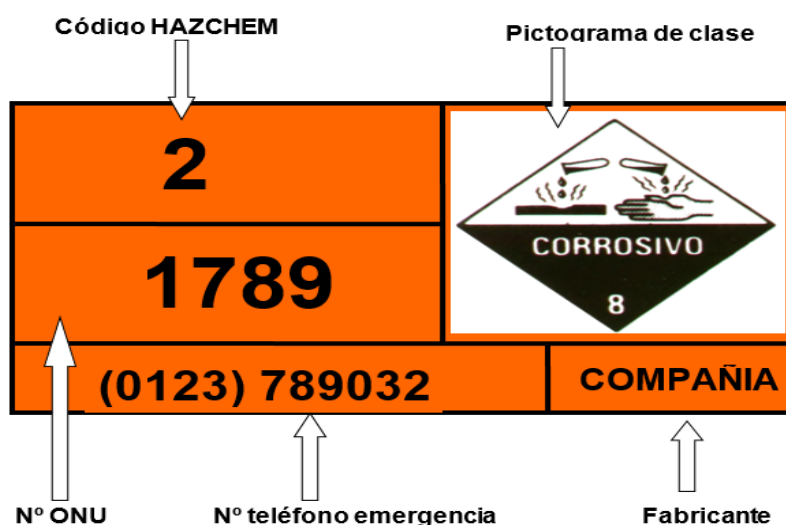 Código HAZCHEM
Pictograma de clase
2
CORROSIVO
8
1789
(0123) 789032
COMPAÑIA
Nº ONU
Nº teléfono emergencia
Fabricante